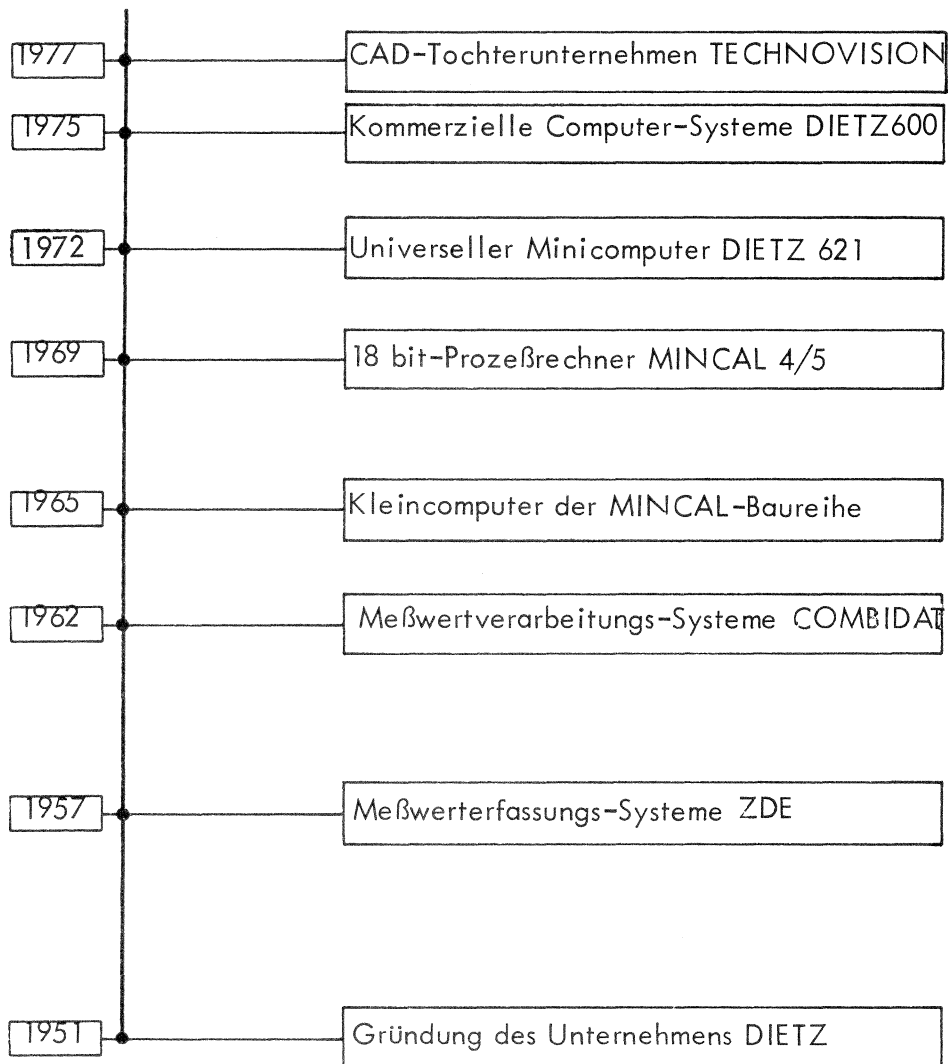 1977 CAD-Tochterunternehmen TECHNOVISION
1975 Kommerzielle Computer-Systeme DIETZ600
1972 Universeller Minicomputer DIETZ 621
1969 18 bit-Prozeßrechner MINCAL 4/5
1965 Kleincomputer der MINCAL-Baureihe
1962 Meßwertverarbeitungs-Systeme COMBIDAT
1957 Meßwerterfassungs-Systeme ZDE
1951 Gründung des Unternehmens DIETZ